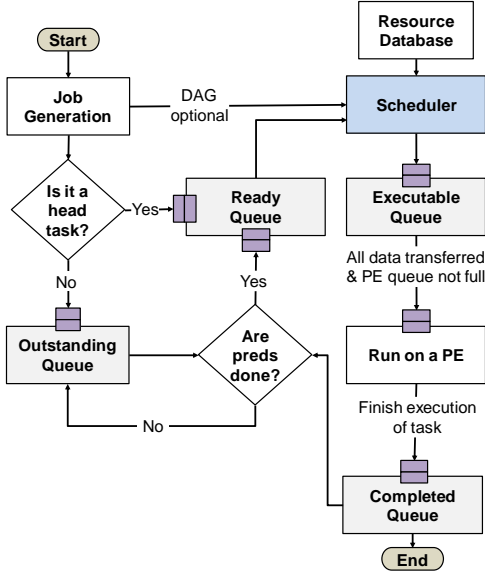 Start
Resource
Database
Job
Generation
DAG
optional
Scheduler
Is it a
head
task?
Yes
Ready
Queue
Executable
Queue
No
Yes
All data transferred
& PE queue not full
Outstanding
Queue
Are
preds
done?
Run on a PE
No
Finish execution
of task
Completed
Queue
End